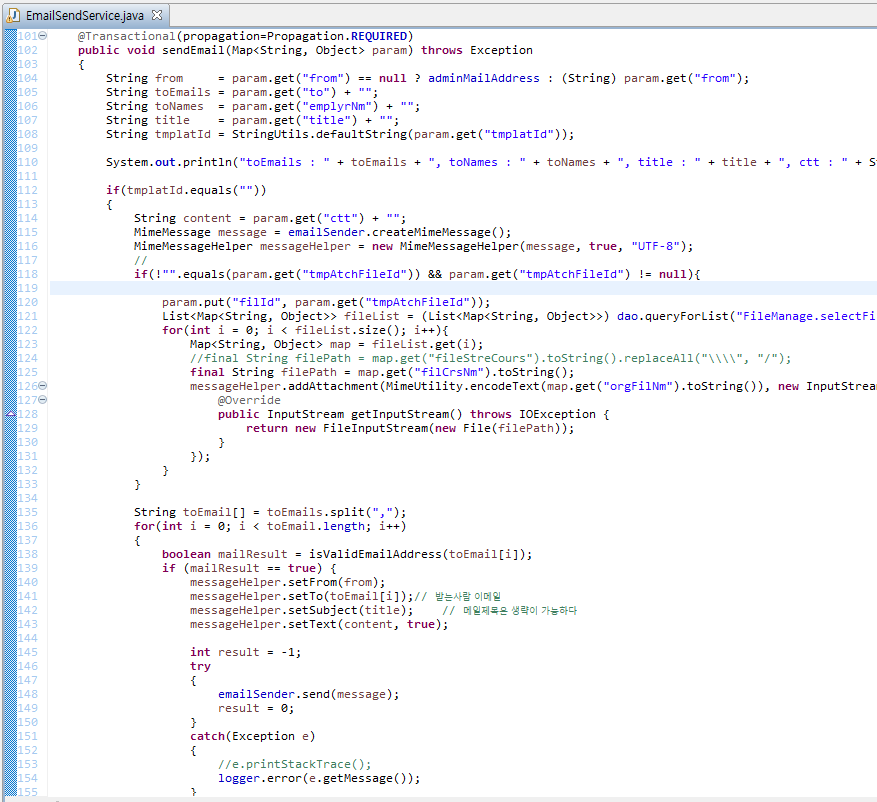 EmailSendService.java
101 @Transactional(propagation=Propagation.REQUIRED)
102 public void sendEmail(Map<String, Object> param) throws Exception
103 {
104 String from     = param.get("from") == null ? adminMailAddress : (String) param.get("from");
105 String toEmails = param.get("to") + "";
106 String toNames  = param.get("emplyrNm") + "";
107 String title    = param.get("title") + "";
108 String tmplatId = StringUtils.defaultString(param.get("tmplatId"));
109
110 System.out.println("toEmails : " + toEmails + ", toNames : " + toNames + ", title : " + title + ", ctt : " + S
111
112 if(tmplatId.equals(""))
113 {
114 String content = param.get("ctt") + "";
115 MimeMessage message = emailSender.createMimeMessage();
116 MimeMessageHelper messageHelper = new MimeMessageHelper(message, true, "UTF-8");
117 //
118 if(!"".equals(param.get("tmpAtchFileId")) && param.get("tmpAtchFileId") != null){
119
120 param.put("filId", param.get("tmpAtchFileId"));
121 List<Map<String, Object>> fileList = (List<Map<String, Object>>) dao.queryForList("FileManage.selectFi
122 for(int i = 0; i < fileList.size(); i++){
123 Map<String, Object> map = fileList.get(i);
124 //final String filePath = map.get("fileStreCours").toString().replaceAll("\\\\", "/");
125 final String filePath = map.get("filCrsNm").toString();
126 messageHelper.addAttachment(MimeUtility.encodeText(map.get("orgFilNm").toString()), new InputStrea
127 @Override
128 public InputStream getInputStream() throws IOException {
129 return new FileInputStream(new File(filePath));
130 }
131 });
132 }
133 }
134
135 String toEmail[] = toEmails.split(",");
136 for(int i = 0; i < toEmail.length; i++)
137 {
138 boolean mailResult = isValidEmailAddress(toEmail[i]);
139 if (mailResult == true) {
140 messageHelper.setFrom(from);
141 messageHelper.setTo(toEmail[i]);// 받는사람 이메일
142 messageHelper.setSubject(title);    // 메일제목은 생략이 가능하다
143 messageHelper.setText(content, true);
144
145 int result = -1;
146 try
147 {
148 emailSender.send(message);
149 result = 0;
150 }
151 catch(Exception e)
152 {
153 //e.printStackTrace();
154 logger.error(e.getMessage());
155 }